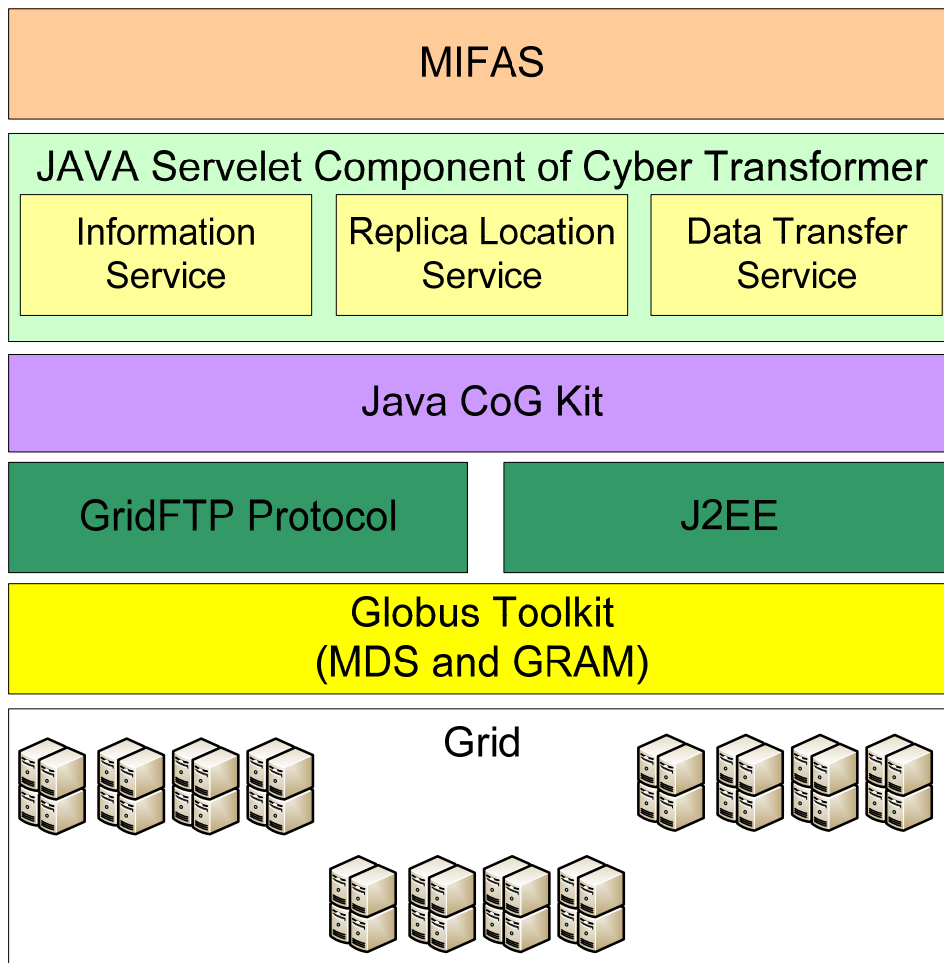 MIFAS
JAVA Servelet Component of Cyber Transformer
Information
Service
Replica Location
Service
Data Transfer
Service
Java CoG Kit
GridFTP Protocol
J2EE
Globus Toolkit
(MDS and GRAM)
Grid